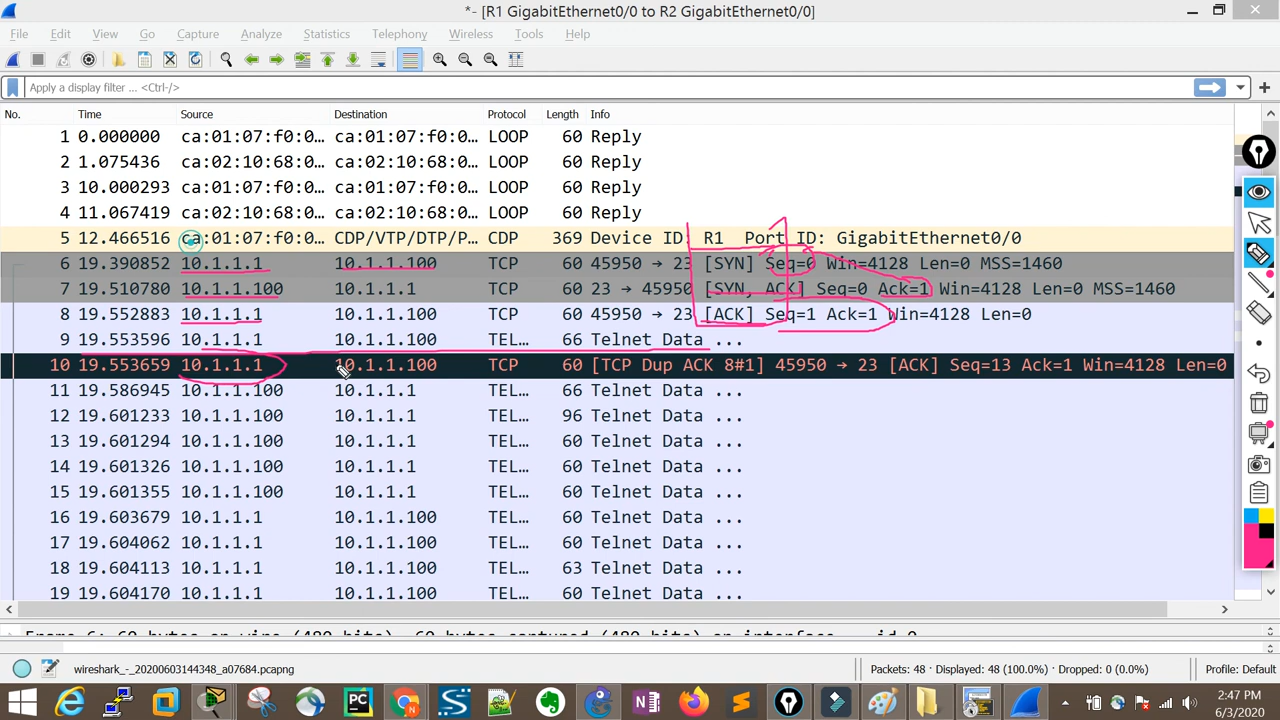 *- [R1 GigabitEthernet0/0 to R2 GigabitEthernet0/0]
File Edit View Go Capture Analyze Statistics Telephony Wireless Tools Help
Apply a display filter ... <Ctrl-/>
No. Time Source Destination Protocol Length Info
1 0.000000 ca:01:07:f0:0... ca:01:07:f0:0... LOOP 60 Reply
2 1.075436 ca:02:10:68:0... ca:02:10:68:0... LOOP 60 Reply
3 10.000293 ca:01:07:f0:0... ca:01:07:f0:0... LOOP 60 Reply
4 11.067419 ca:02:10:68:0... ca:02:10:68:0... LOOP 60 Reply
5 12.466516 ca:01:07:f0:0... CDP/VTP/DTP/P... CDP 369 Device ID: R1 Port ID: GigabitEthernet0/0
19.590852 10.1.1.1 10.1.1.100 TCP 60 45950 → 23 [SYN] Seq=0 Win=4128 Len=0 MSS=1460
7 19.510780 10.1.1.100 10.1.1.1 TCP 60 23 → 45950 [SYN, ACK] Seq=0 Ack=1 Win=4128 Len=0 MSS=1460
8 19.552883 10.1.1.1 10.1.1.100 TCP 60 45950 → 23 [ACK] Seq=1 Ack=1 Win=4128 Len=0
9 19.553596 10.1.1.1 10.1.1.100 TEL... 66 Telnet Data ...
10 19.553659 10.1.1.1 10.1.1.100 TCP 60 [TCP Dup ACK 8#1] 45950 → 23 [ACK] Seq=13 Ack=1 Win=4128 Len=0
11 19.586945 10.1.1.100 10.1.1.1 TEL... 66 Telnet Data ...
12 19.601233 10.1.1.100 10.1.1.1 TEL... 96 Telnet Data ...
13 19.601294 10.1.1.100 10.1.1.1 TEL... 60 Telnet Data ...
14 19.601326 10.1.1.100 10.1.1.1 TEL... 60 Telnet Data ...
15 19.601355 10.1.1.100 10.1.1.1 TEL... 60 Telnet Data ...
16 19.603679 10.1.1.1 10.1.1.100 TEL... 60 Telnet Data ...
17 19.604062 10.1.1.1 10.1.1.100 TEL... 60 Telnet Data ...
18 19.604113 10.1.1.1 10.1.1.100 TEL... 63 Telnet Data ...
19 19.604170 10.1.1.1 10.1.1.100 TEL... 60 Telnet Data ...
wireshark_-_20200603144348_a07684.pcapng Packets: 48 · Displayed: 48 (100.0%) · Dropped: 0 (0.0%) Profile: Default
2:47 PM
6/3/2020